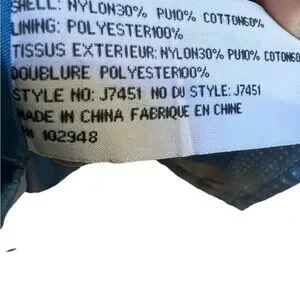 SHELL: NYLON30% PU10% COTTON60%
LINING: POLYESTER100%
TISSUS EXTERIEUR: NYLON30% PU10% COTON60
DOUBLURE POLYESTER100%
STYLE NO: J7451 NO DU STYLE: J7451
MADE IN CHINA FABRIQUE EN CHINE
102948